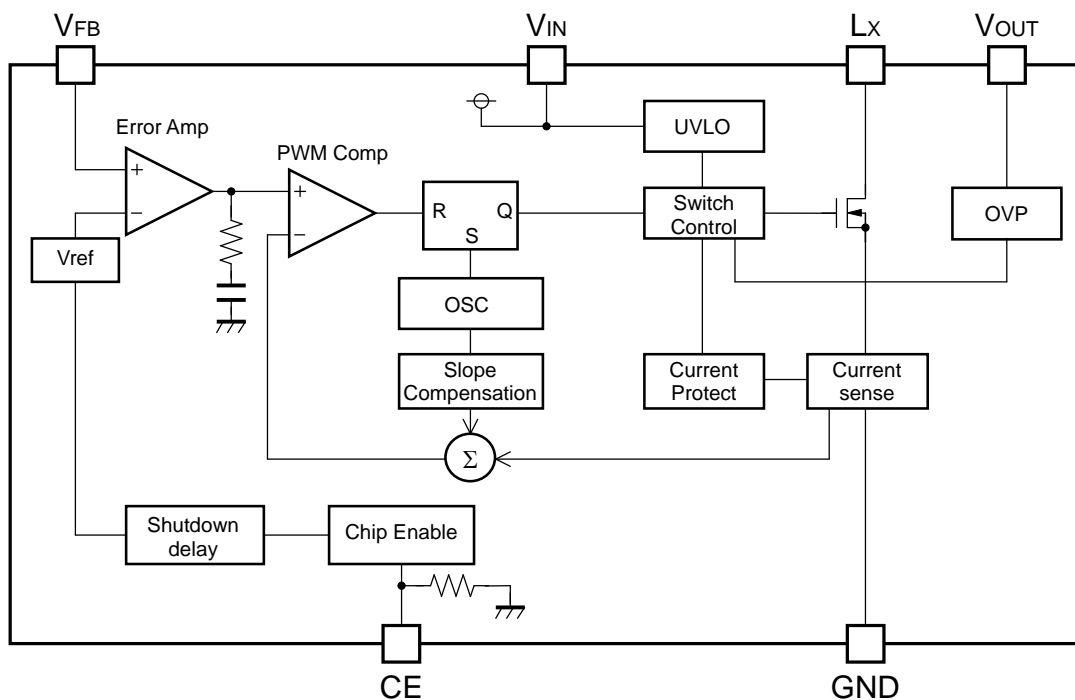 VFB
VIN
LX
VOUT
Error Amp
PWM Comp
UVLO
+
−
+
−
R
Q
S
Switch
Control
OVP
Vref
OSC
Slope
Compensation
Current
Protect
Current
sense
Σ
Shutdown
delay
Chip Enable
CE
GND